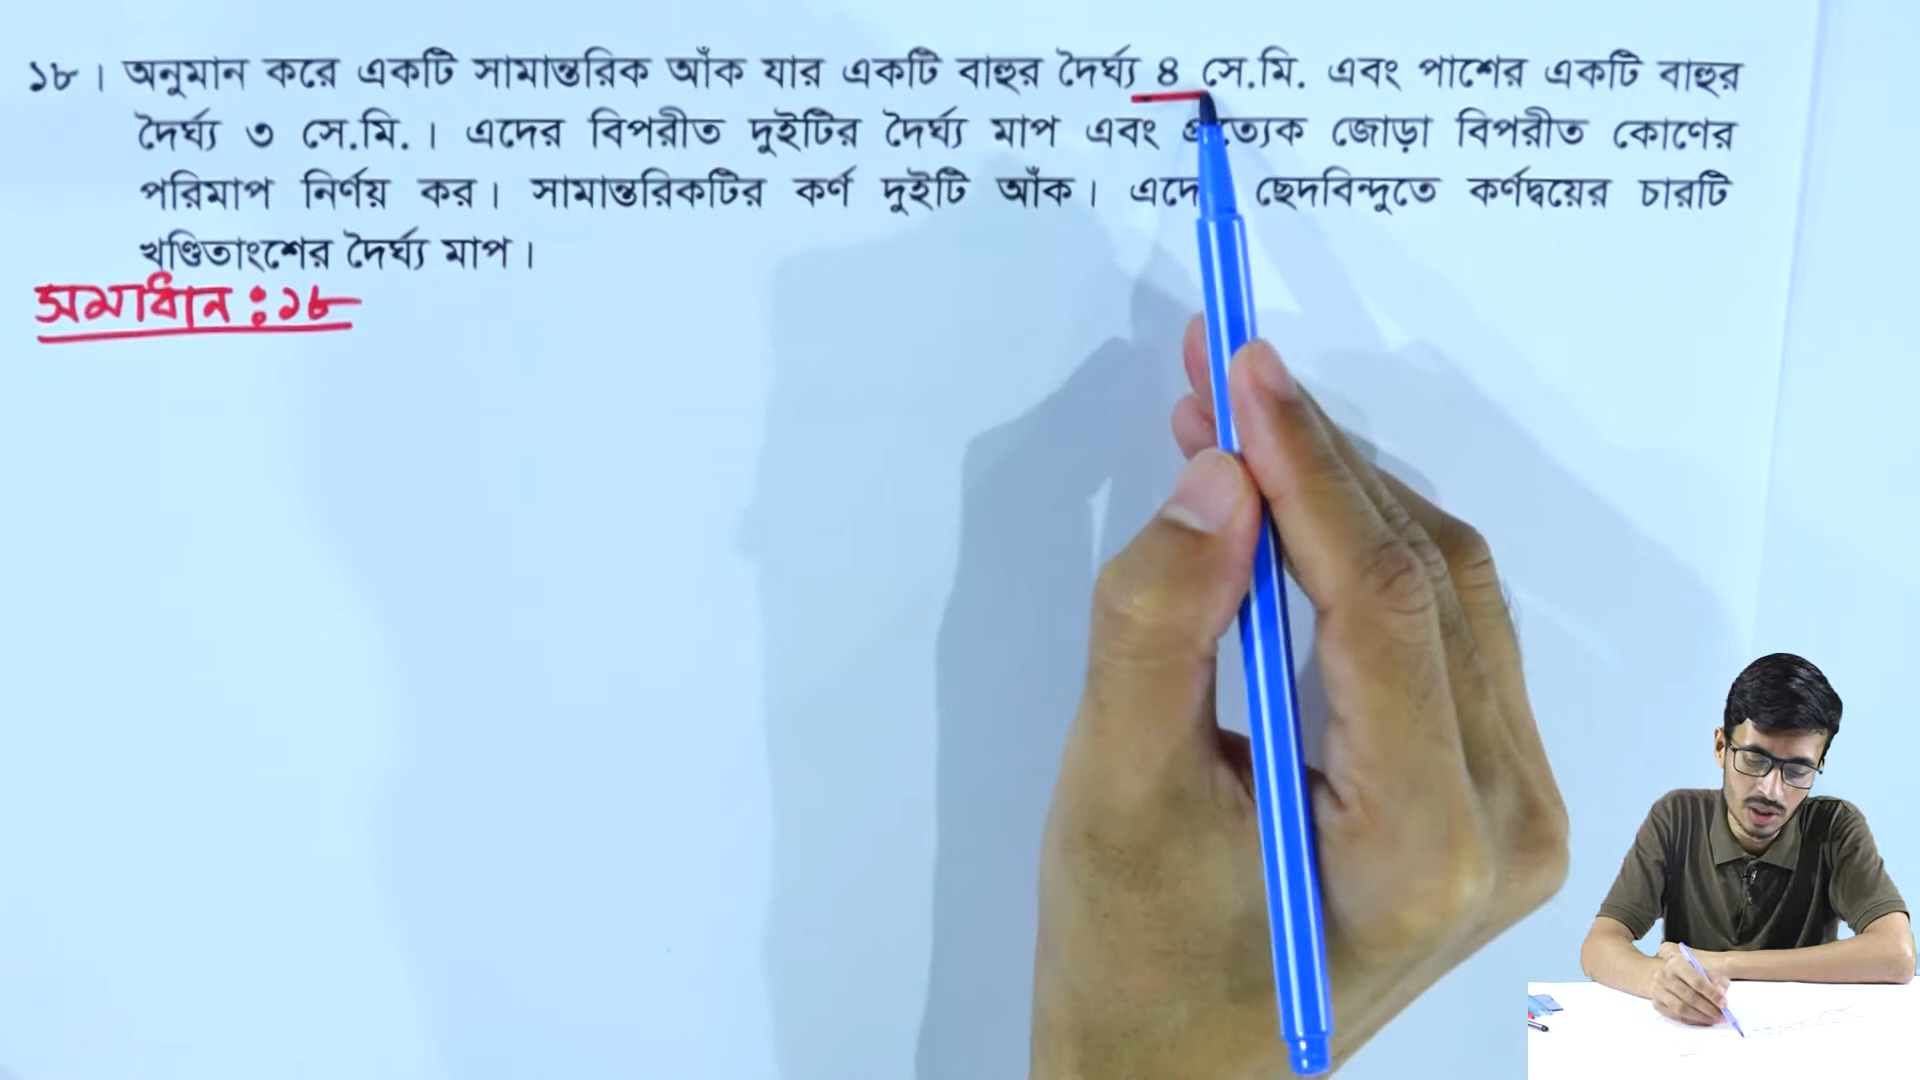 ১৮। অনুমান করে একটি সামান্তরিক আঁক যার একটি বাহুর দৈর্ঘ্য ৪ সে.মি. এবং পাশের একটি বাহুর
দৈর্ঘ্য ৩ সে.মি.। এদের বিপরীত দুইটির দৈর্ঘ্য মাপ এবং জোড়া বিপরীত কোণের
পরিমাপ নির্ণয় কর। সামান্তরিকটির কর্ণ দুইটি আঁক। ছেদবিন্দুতে কর্ণদ্বয়ের চারটি
খণ্ডিতাংশের দৈর্ঘ্য মাপ।
সমাধান : ১৮